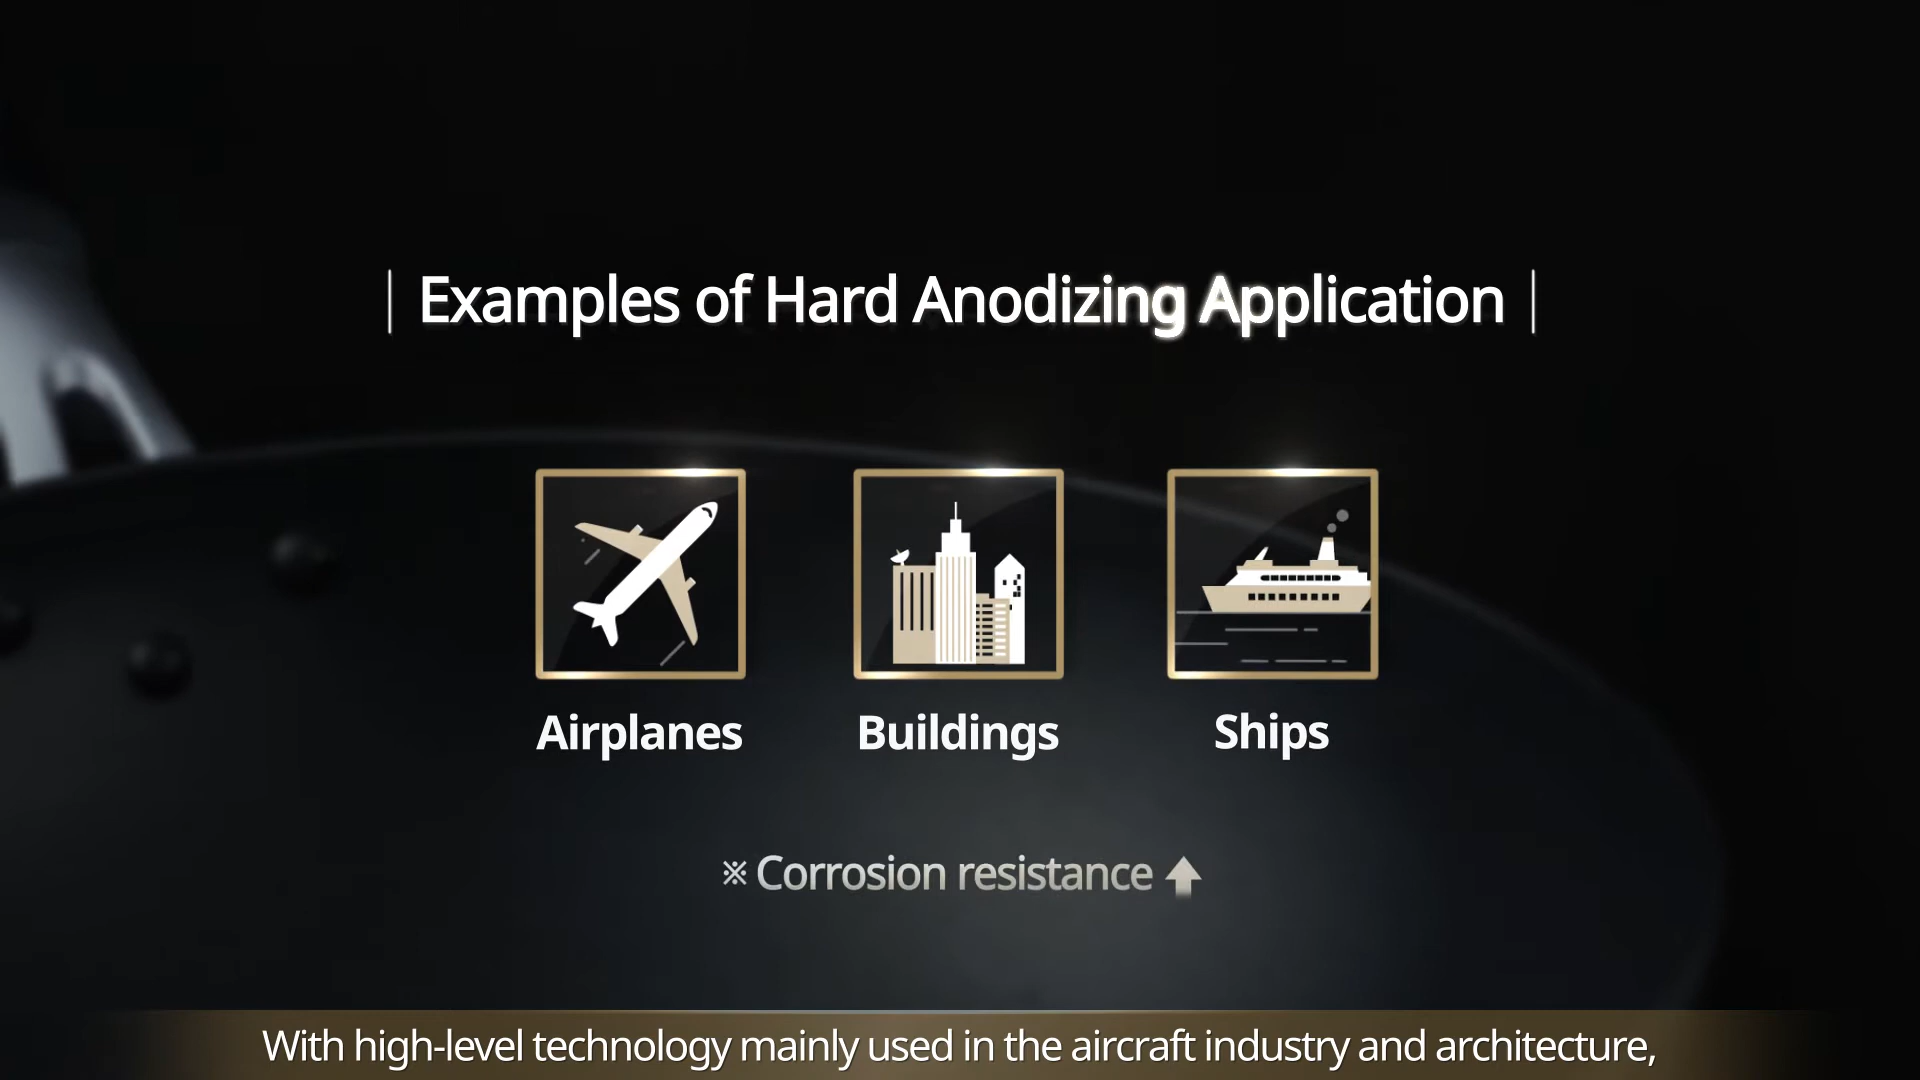 Examples of Hard Anodizing Application
Airplanes
Buildings
Ships
※ Corrosion resistance ⬆
With high-level technology mainly used in the aircraft industry and architecture,